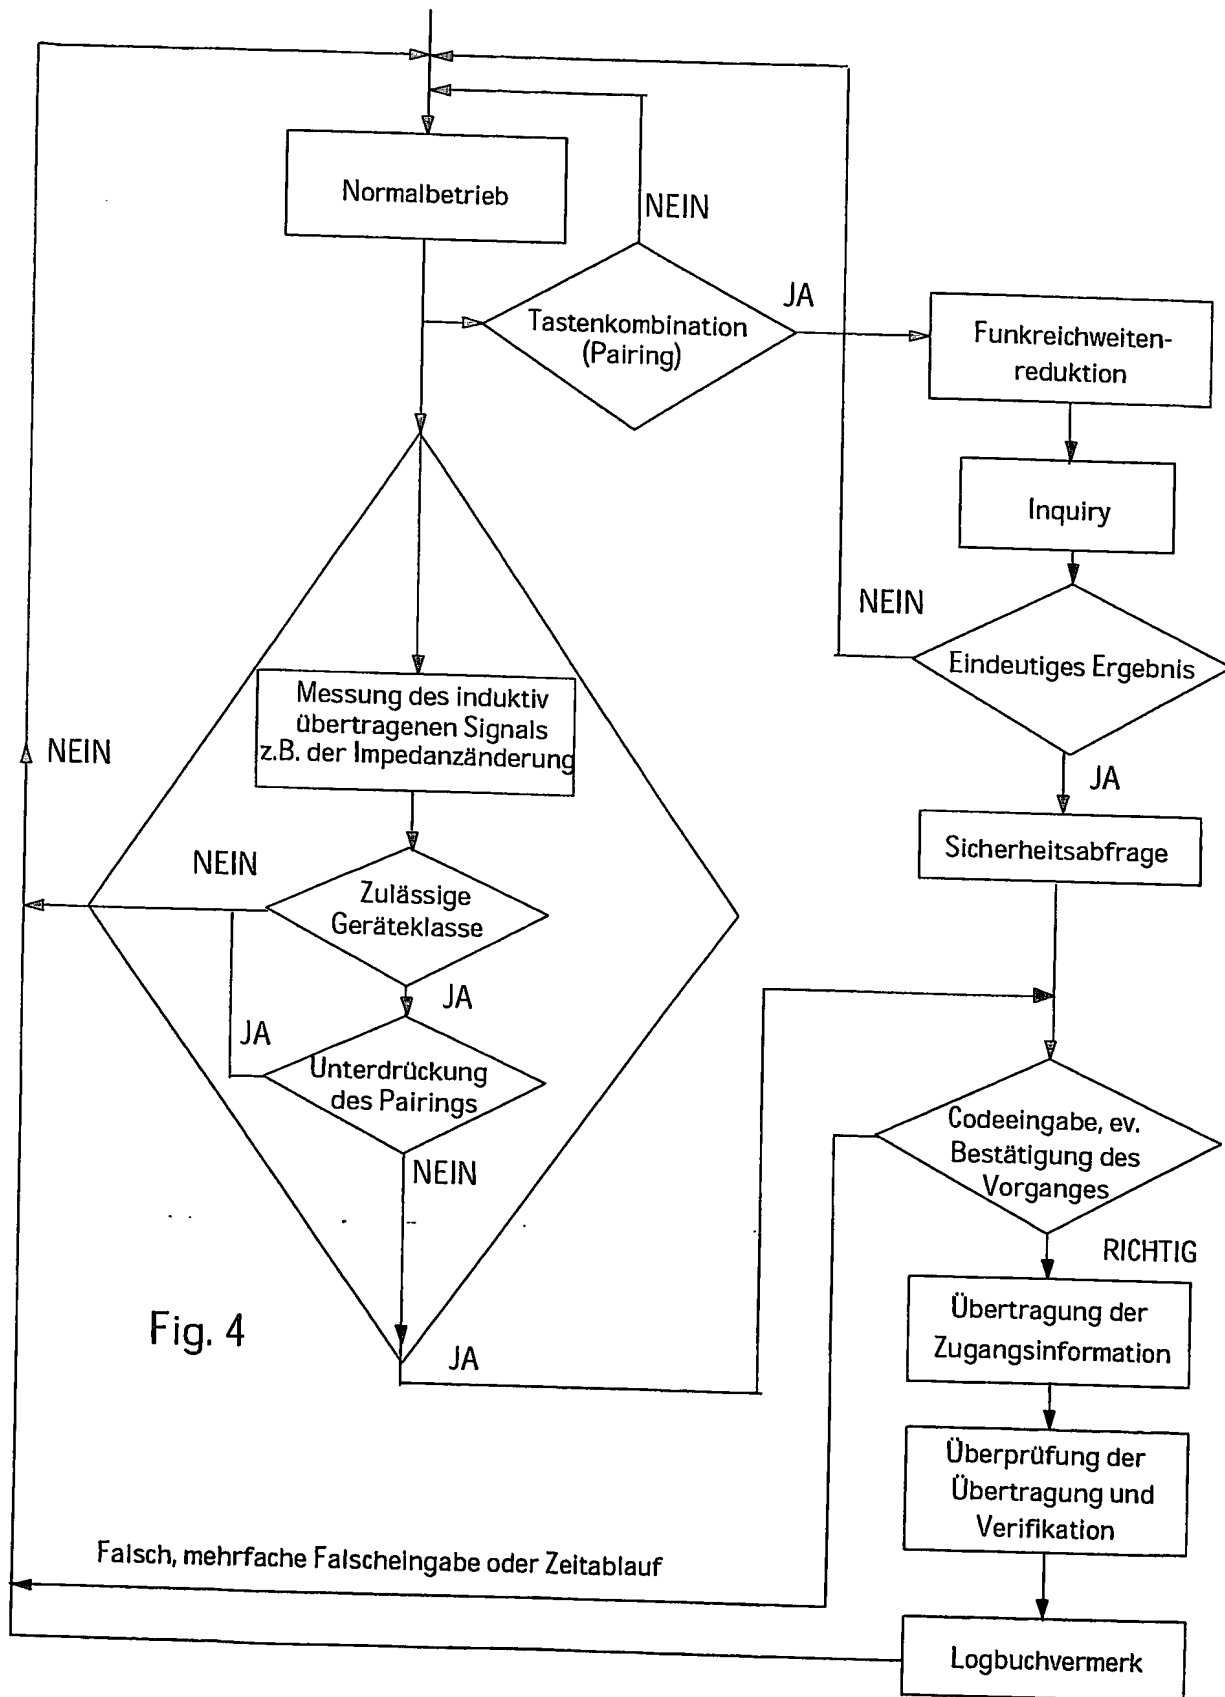 Normalbetrieb
NEIN
Tastenkombination
(Pairing)
JA
Funkreichweiten-
reduktion
Inquiry
NEIN
Eindeutiges Ergebnis
JA
Sicherheitsabfrage
Messung des induktiv
übertragenen Signals
z.B. der Impedanzänderung
NEIN
NEIN
Zulässige
Geräteklasse
JA
JA
Unterdrückung
des Pairings
NEIN
JA
Codeeingabe, ev.
Bestätigung des
Vorganges
RICHTIG
Übertragung der
Zugangsinformation
Überprüfung der
Übertragung und
Verifikation
Fig. 4
Falsch, mehrfache Falscheingabe oder Zeitablauf
Logbuchvermerk